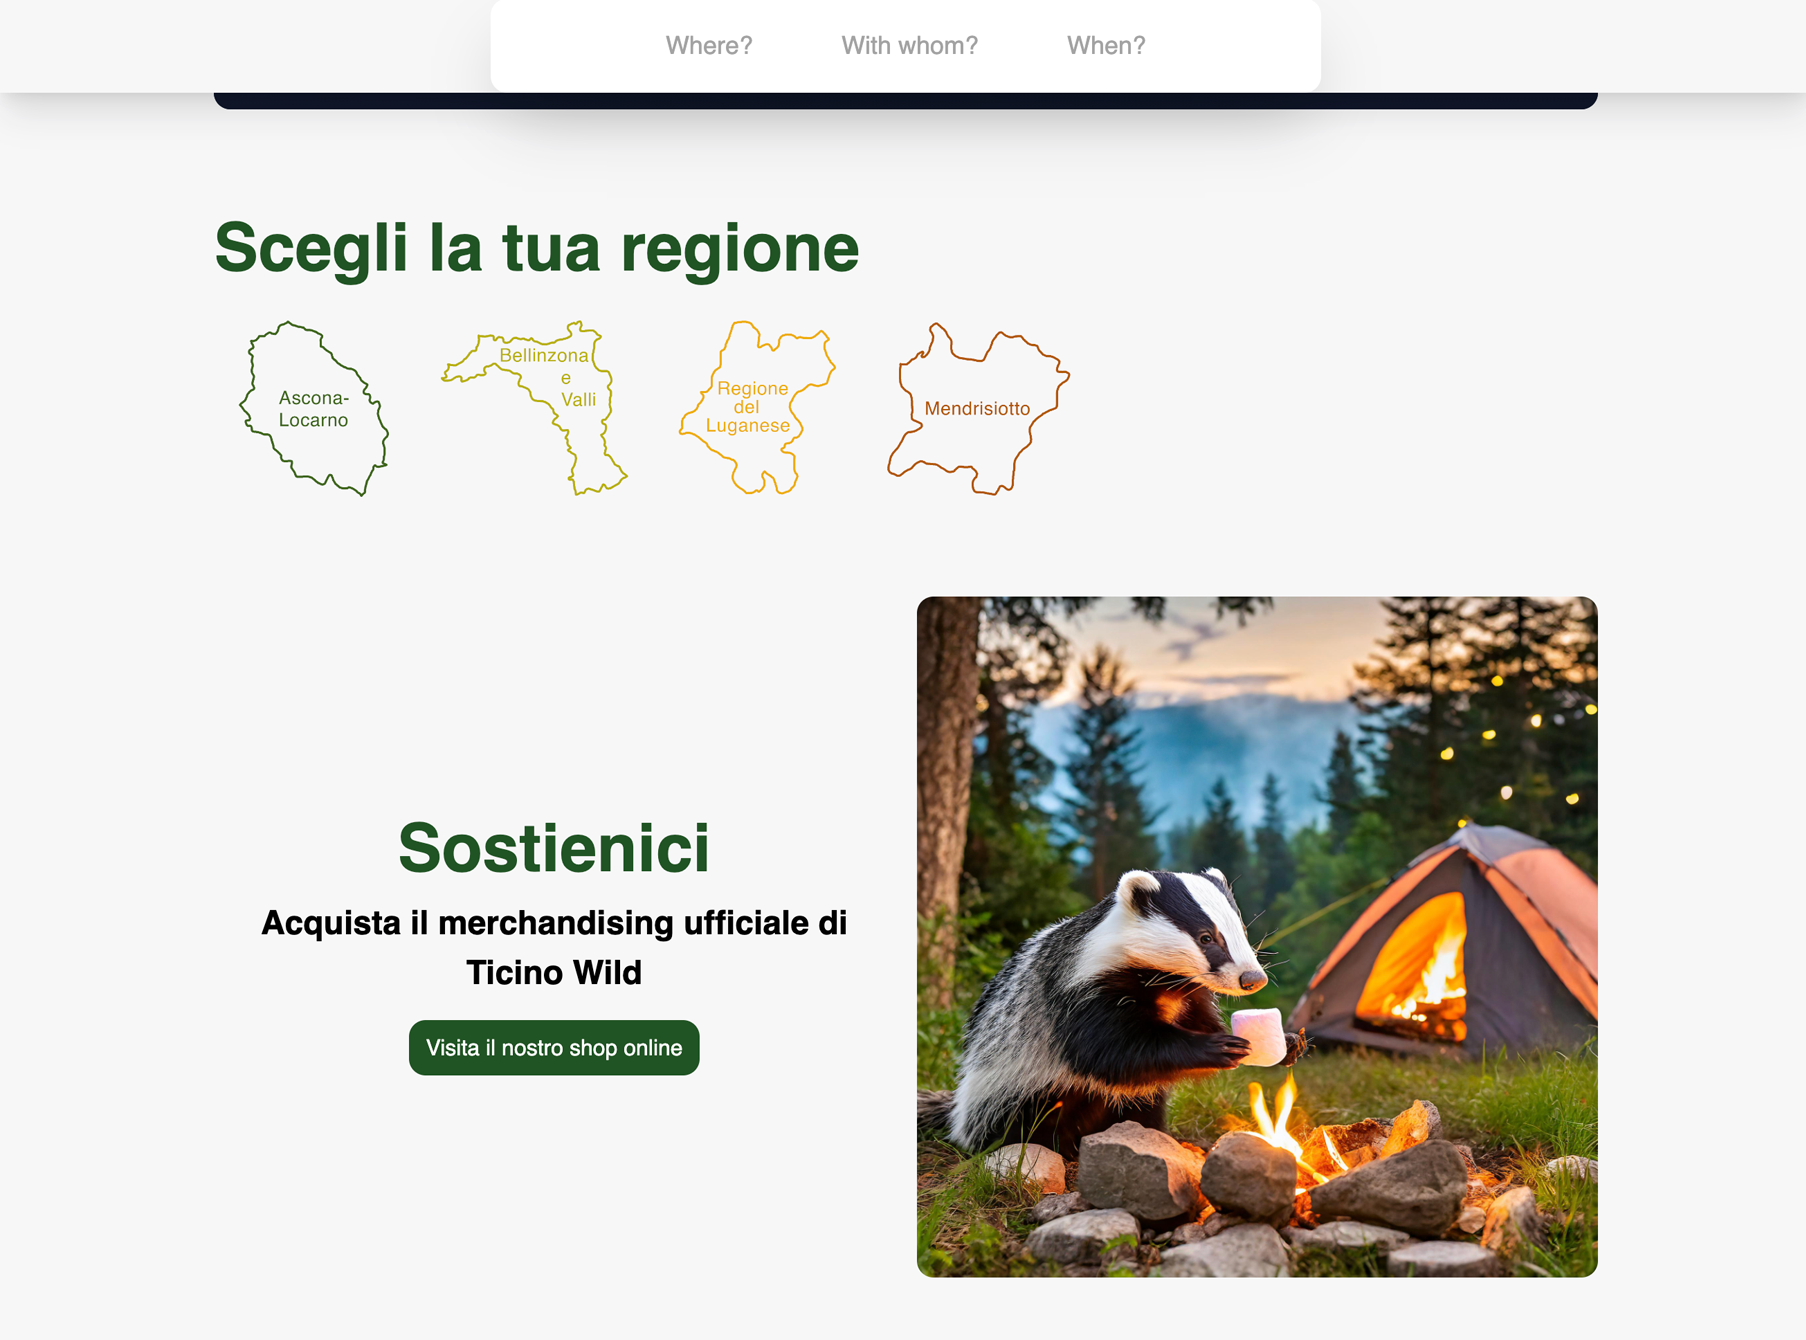 Where? With whom? When?
Scegli la tua regione
Ascona-
Locarno
Bellinzona
e
Valli
Regione
del
Luganese
Mendrisiotto
Sostienici
Acquista il merchandising ufficiale di
Ticino Wild
Visita il nostro shop online